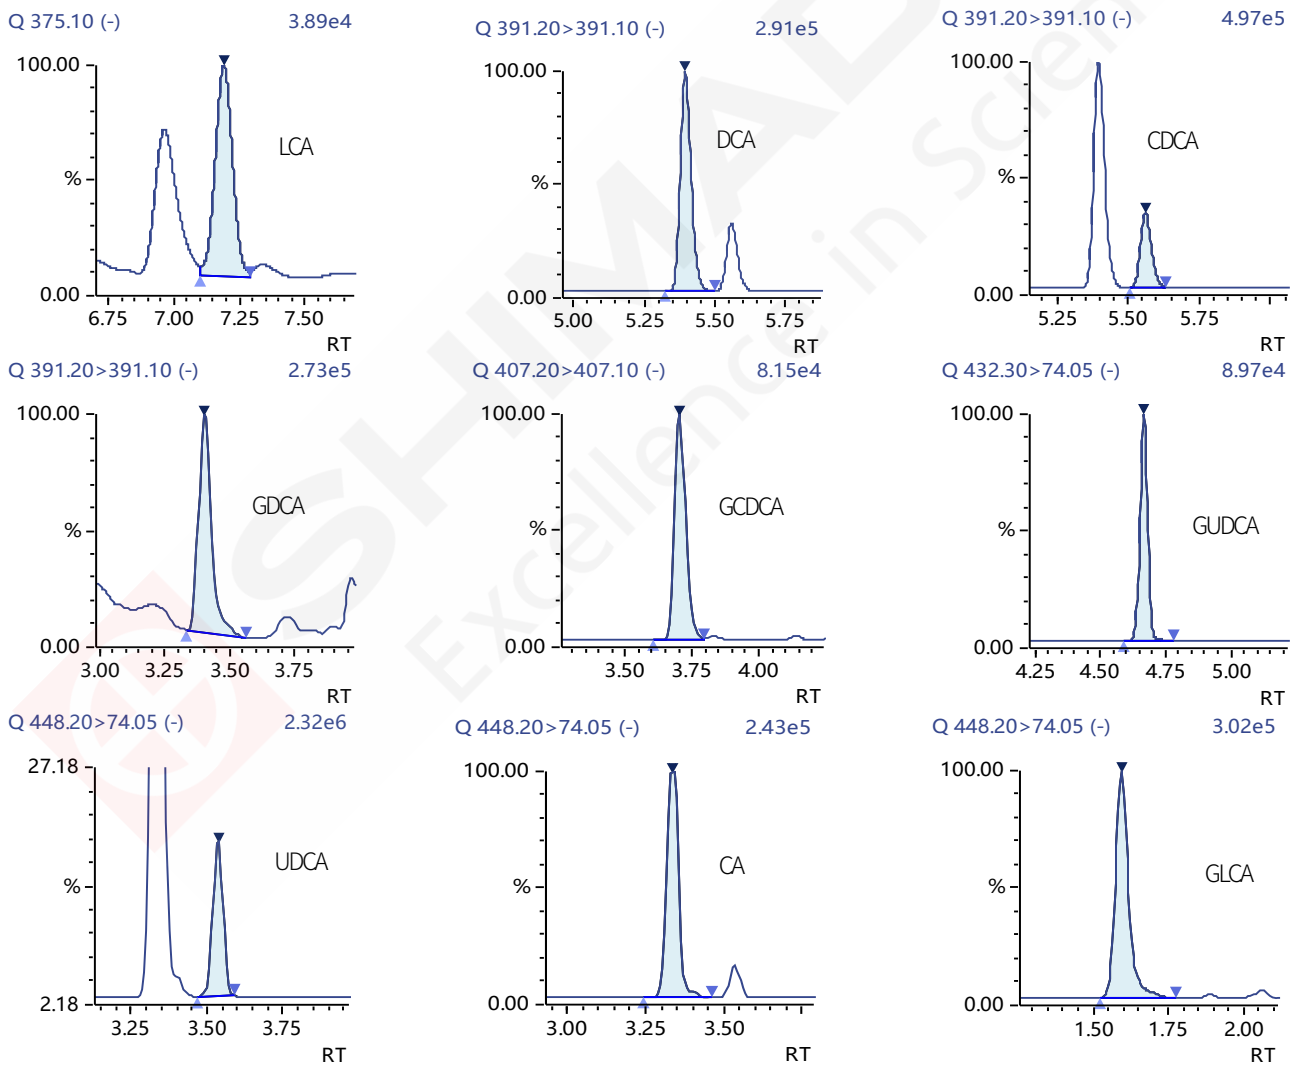 Q 375.10 (-) 3.89e4
100.00
%
0.00
LCA
6.75 7.00 7.25 7.50
RT
Q 391.20>391.10 (-) 2.91e5
100.00
%
0.00
DCA
5.00 5.25 5.50 5.75
RT
Q 391.20>391.10 (-) 4.97e5
100.00
%
0.00
CDCA
5.25 5.50 5.75
RT
Q 391.20>391.10 (-) 2.73e5
100.00
%
0.00
GDCA
3.00 3.25 3.50 3.75
RT
Q 407.20>407.10 (-) 8.15e4
100.00
%
0.00
GCDCA
3.50 3.75 4.00
RT
Q 432.30>74.05 (-) 8.97e4
100.00
%
0.00
GUDCA
4.25 4.50 4.75 5.00
RT
Q 448.20>74.05 (-) 2.32e6
27.18
%
2.18
UDCA
3.25 3.50 3.75
RT
Q 448.20>74.05 (-) 2.43e5
100.00
%
0.00
CA
3.00 3.25 3.50
RT
Q 448.20>74.05 (-) 3.02e5
100.00
%
0.00
GLCA
1.50 1.75 2.00
RT
Excellence in